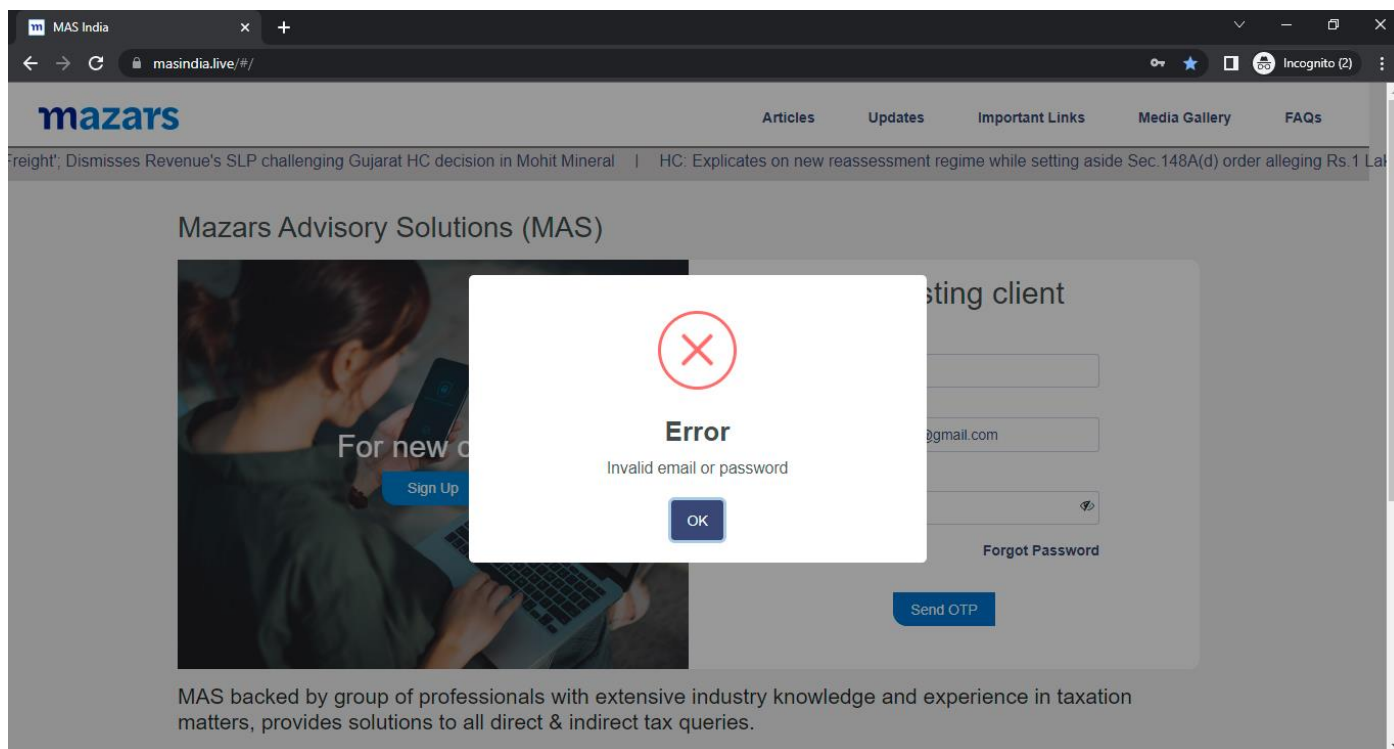 MAS India
masindia.live/#/
Incognito (2)
mazars
Articles Updates Important Links Media Gallery FAQs
Freight'; Dismisses Revenue's SLP challenging Gujarat HC decision in Mohit Mineral | HC: Explicates on new reassessment regime while setting aside Sec.148A(d) order alleging Rs.1
Mazars Advisory Solutions (MAS)
client
Error
@gmail.com
For new
Invalid email or password
Sign Up
OK
Forgot Password
Send OTP
MAS backed by group of professionals with extensive industry knowledge and experience in taxation
matters, provides solutions to all direct & indirect tax queries.